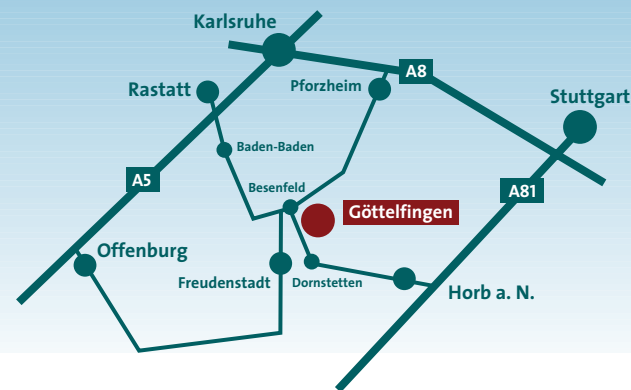 Karlsruhe
A8
Rastatt
Pforzheim
Stuttgart
Baden-Baden
A5
Besenfeld
A81
Göttelfingen
Offenburg
Freudenstadt
Dornstetten
Horb a. N.